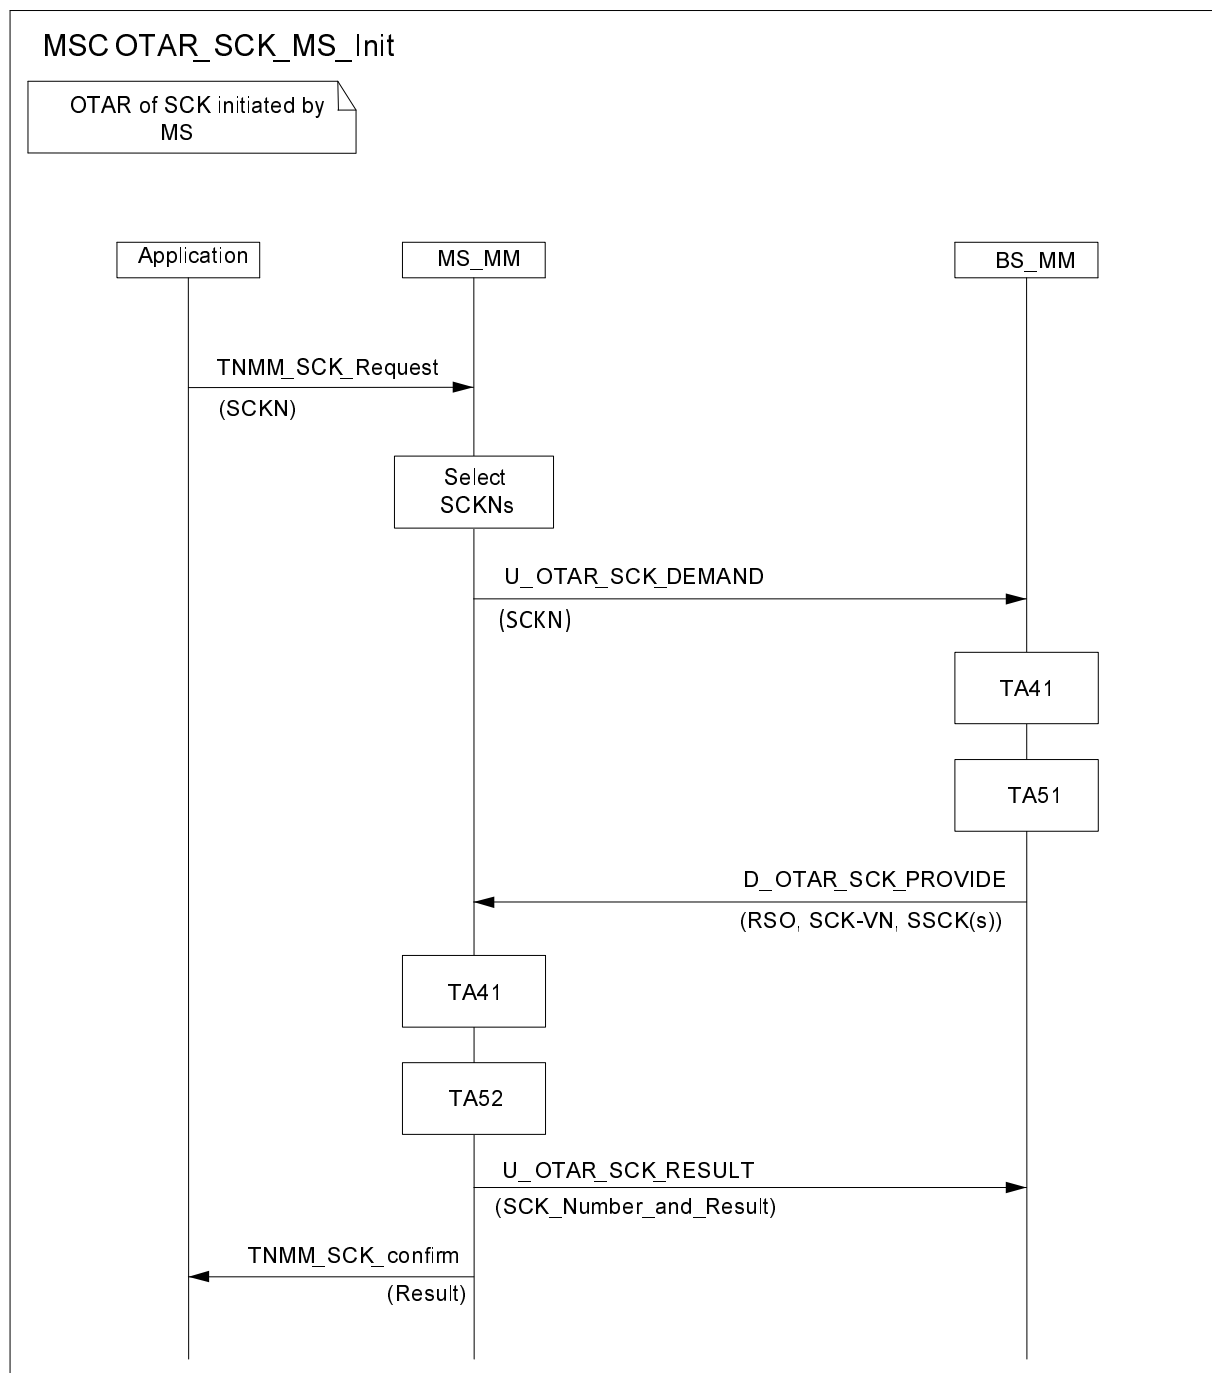 MSC OTAR_SCK_MS_Init
OTAR of SCK initiated by
MS
Application
MS_MM
BS_MM
TNMM_SCK_Request
(SCKN)
Select
SCKNs
U_OTAR_SCK_DEMAND
(SCKN)
TA41
TA51
D_OTAR_SCK_PROVIDE
(RSO, SCK-VN, SSCK(s))
TA41
TA52
U_OTAR_SCK_RESULT
(SCK_Number_and_Result)
TNMM_SCK_confirm
(Result)